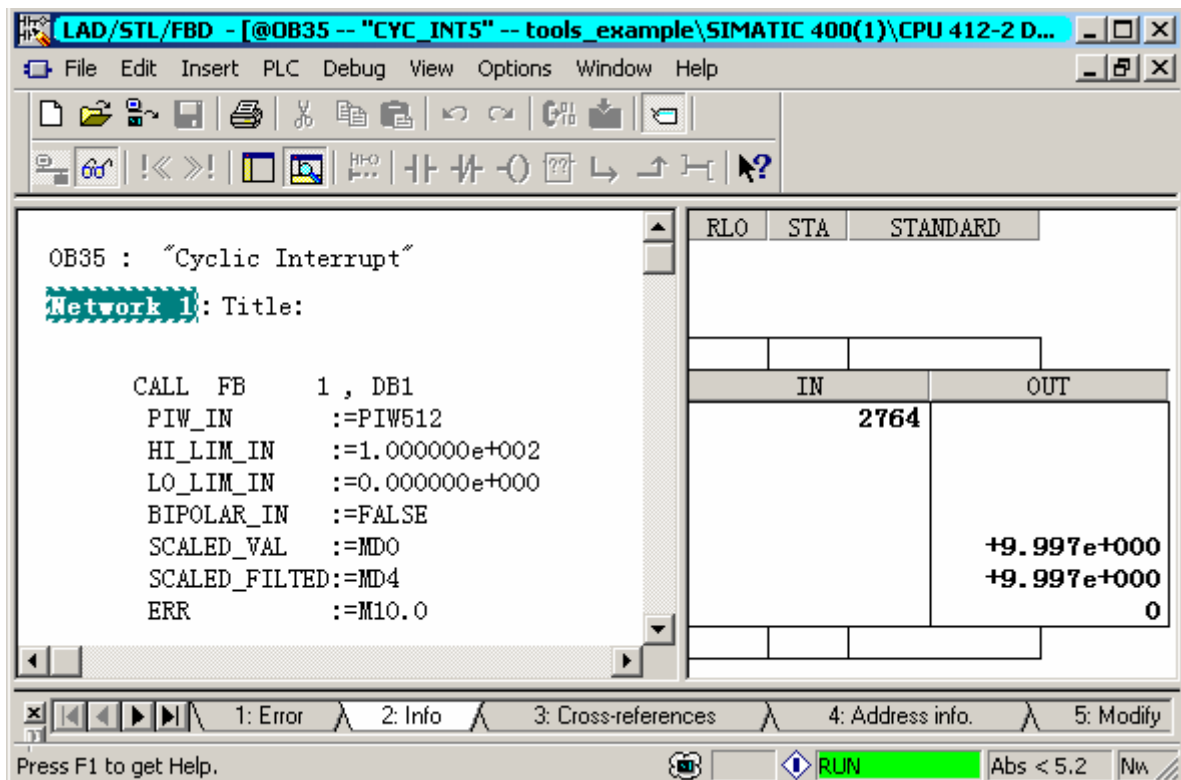 LAD/STL/FBD - [@OB35 -- "CYC_INT5" -- tools_example\SIMATIC 400(1)\CPU 412-2 D...
File Edit Insert PLC Debug View Options Window Help
!≪ ≫!
??
?
RLO STA STANDARD
OB35 : "Cyclic Interrupt"
Network 1: Title:
CALL FB 1 , DB1
IN OUT
PIW_IN :=PIW512 2764
HI_LIM_IN :=1.000000e+002
LO_LIM_IN :=0.000000e+000
BIPOLAR_IN :=FALSE
SCALED_VAL :=MD0 +9.997e+000
SCALED_FILTED:=MD4 +9.997e+000
ERR :=M10.0 0
1: Error 2: Info 3: Cross-references 4: Address info. 5: Modify
Press F1 to get Help. RUN Abs < 5.2